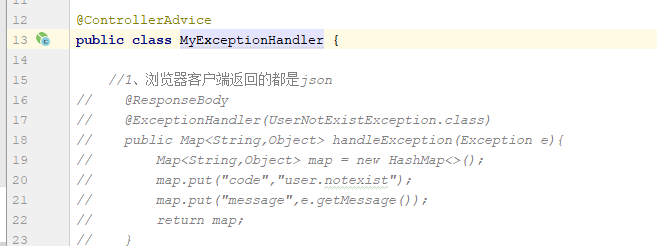 12 @ControllerAdvice
13 public class MyExceptionHandler {
14
15 //1、浏览器客户端返回的都是json
16 // @ResponseBody
17 // @ExceptionHandler(UserNotExistException.class)
18 // public Map<String,Object> handleException(Exception e){
19 // Map<String,Object> map = new HashMap<>();
20 // map.put("code","user.notexist");
21 // map.put("message",e.getMessage());
22 // return map;
23 // }